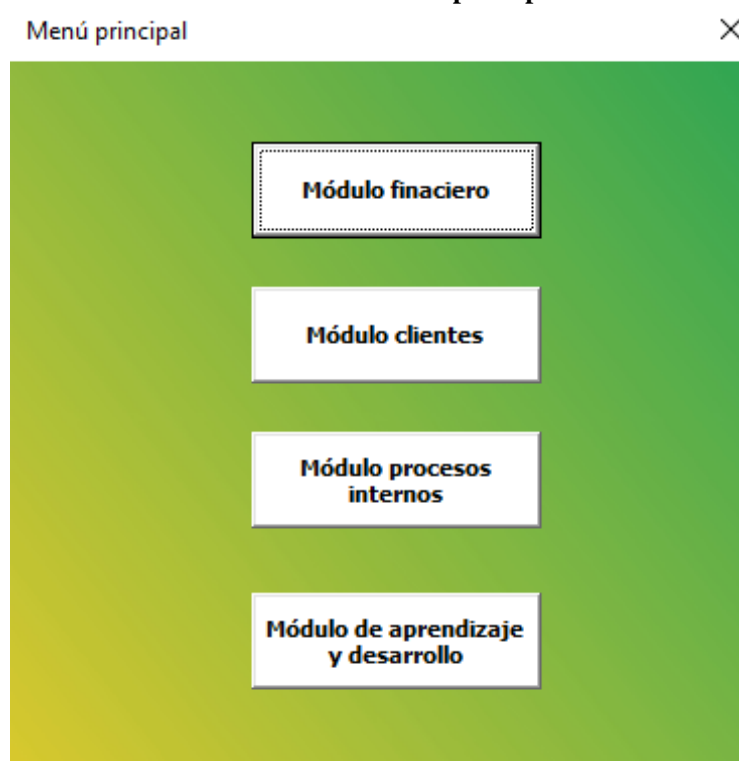 Menú principal
Módulo finaciero
Módulo clientes
Módulo procesos
internos
Módulo de aprendizaje
y desarrollo